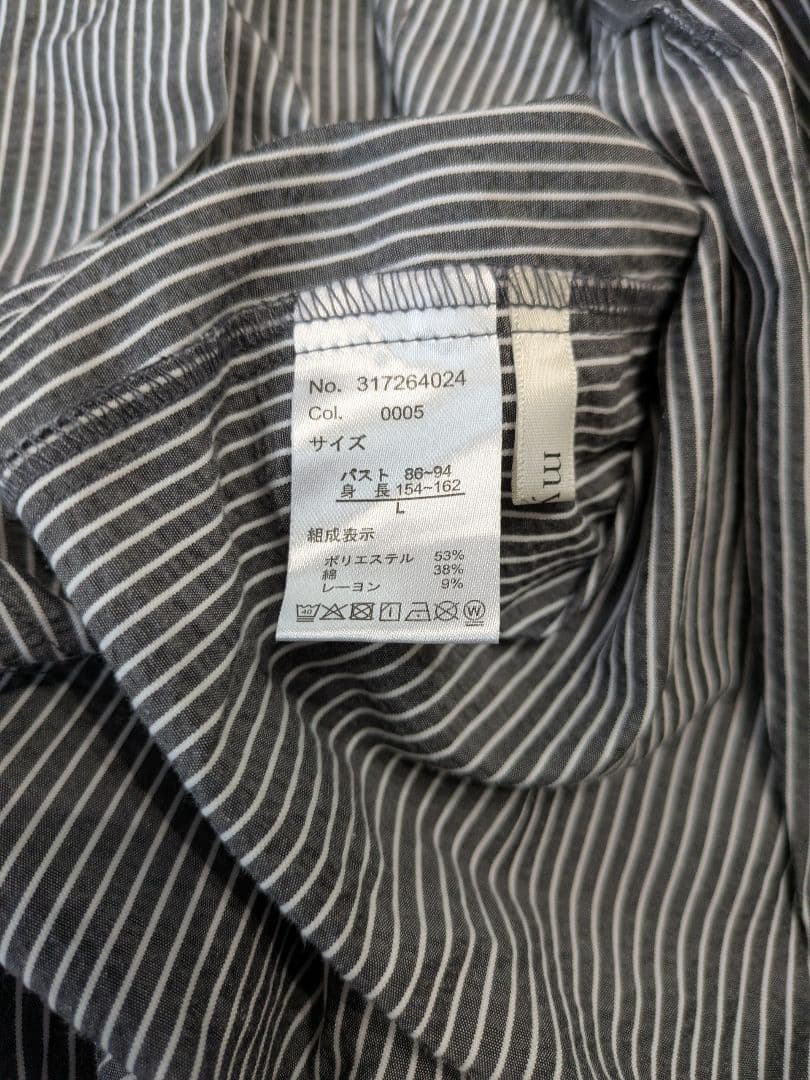 No. 317264024
Col. 0005
サイズ
バスト 86~94
身 長 154~162
L
組成表示
ポリエステル 53%
綿 38%
レーヨン 9%
40
W
m